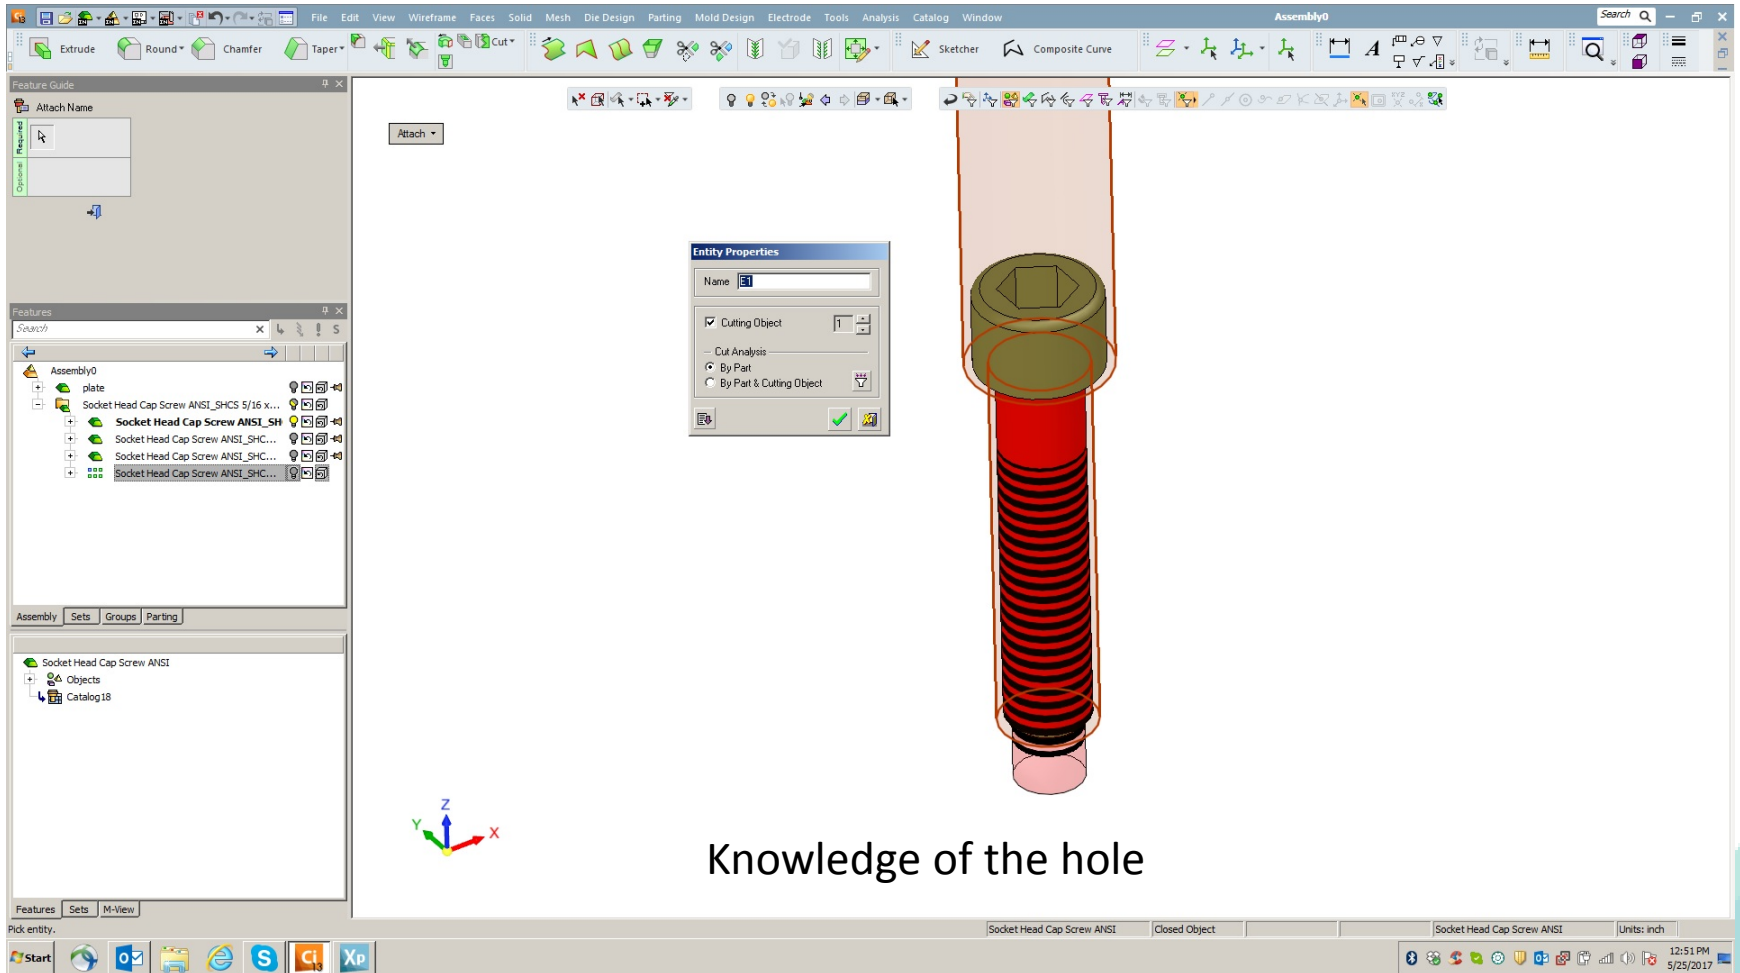 File Edit View Wireframe Faces Solid Mesh Die Design Parting Mold Design Electrode Tools Analysis Catalog Window
Assembly0
Search
Extrude Round Chamfer Taper Cut Sketcher Composite Curve
Feature Guide
Attach Name
Required
Optional
Attach
Entity Properties
Name E1
Cutting Object 1
Cut Analysis
By Part
By Part & Cutting Object
Features
Search
Assembly0
plate
Socket Head Cap Screw ANSI_SHCS 5/16 x...
Socket Head Cap Screw ANSI_SH
Socket Head Cap Screw ANSI_SHC...
Socket Head Cap Screw ANSI_SHC...
Socket Head Cap Screw ANSI_SHC...
Assembly Sets Groups Parting
Socket Head Cap Screw ANSI
Objects
Catalog18
Z
Y
X
Knowledge of the hole
Features Sets M-View
Pick entity.
Socket Head Cap Screw ANSI Closed Object Socket Head Cap Screw ANSI Units: inch
Start
Ci 13
Xp
12:51 PM
5/25/2017